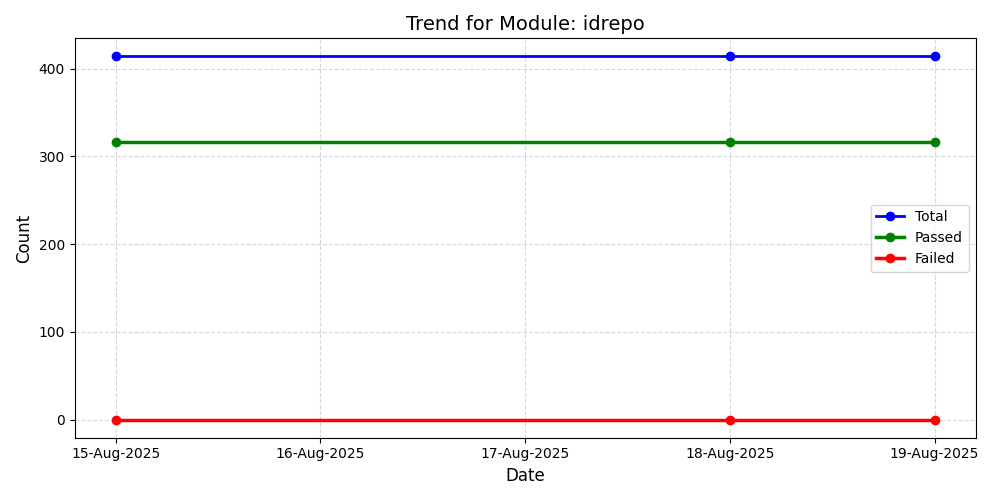 Trend for Module: idrepo
Count
400
300
200
100
0
Total
Passed
Failed
15-Aug-2025
16-Aug-2025
17-Aug-2025
18-Aug-2025
19-Aug-2025
Date